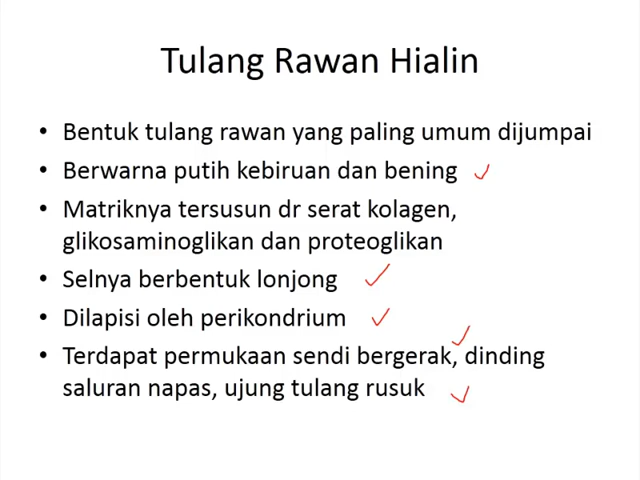 Tulang Rawan Hialin
• Bentuk tulang rawan yang paling umum dijumpai
• Berwarna putih kebiruan dan bening
• Matriknya tersusun dr serat kolagen,
glikosaminoglikan dan proteoglikan
• Selnya berbentuk lonjong
• Dilapisi oleh perikondrium
• Terdapat permukaan sendi bergerak, dinding
saluran napas, ujung tulang rusuk